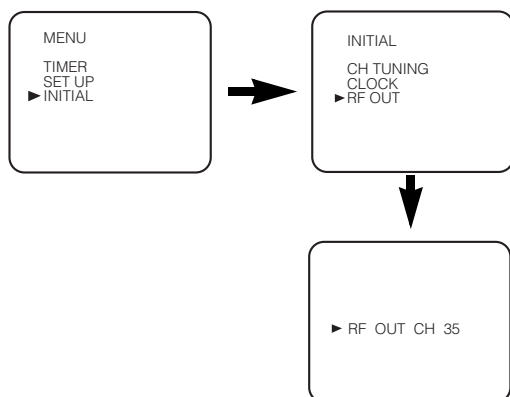 MENU
TIMER
SET UP
►INITIAL
INITIAL
CH TUNING
CLOCK
►RF OUT
► RF OUT CH 35